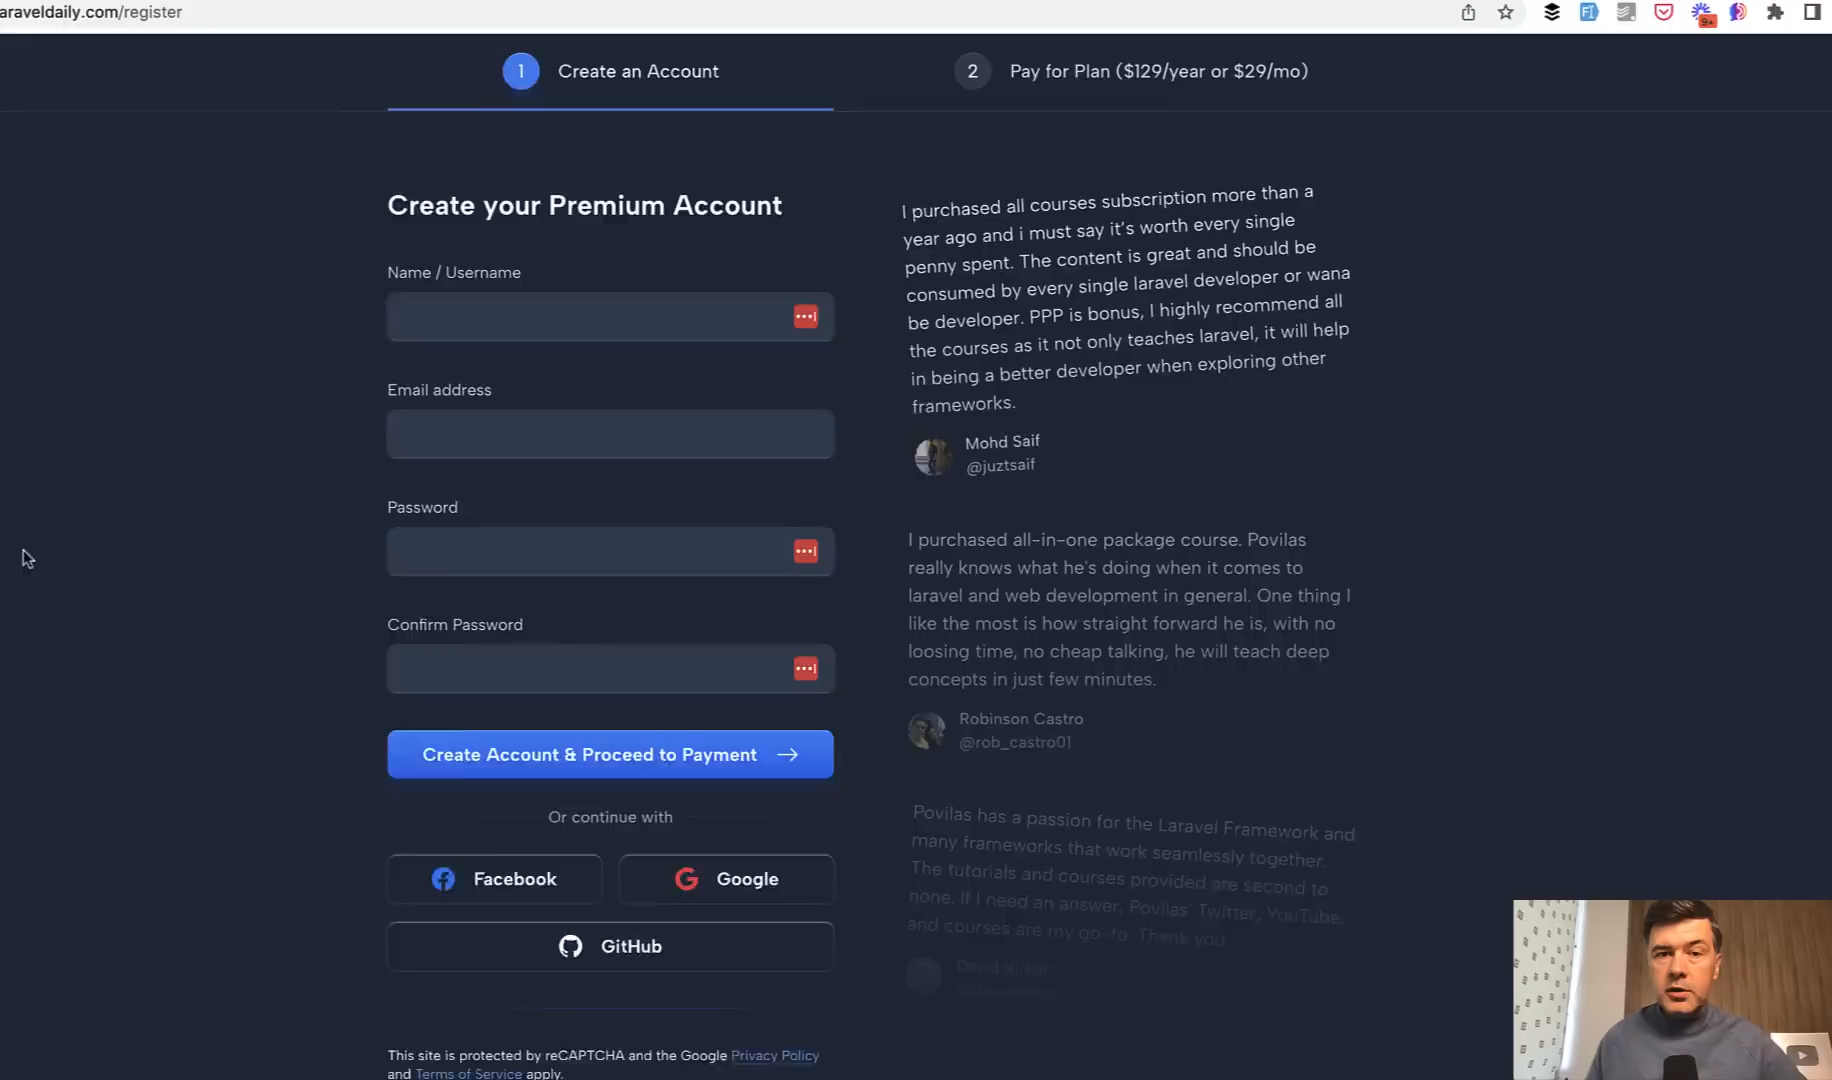 araveldaily.com/register
9+
1 Create an Account
2 Pay for Plan ($129/year or $29/mo)
Create your Premium Account
Name / Username
Email address
Password
Confirm Password
Create Account & Proceed to Payment
Or continue with
Facebook
Google
GitHub
This site is protected by reCAPTCHA and the Google Privacy Policy
and Terms of Service apply.
I purchased all courses subscription more than a
year ago and i must say it's worth every single
penny spent. The content is great and should be
consumed by every single laravel developer or wana
be developer. PPP is bonus, I highly recommend all
the courses as it not only teaches laravel, it will help
in being a better developer when exploring other
frameworks.
Mohd Saif
@juztsaif
I purchased all-in-one package course. Povilas
really knows what he's doing when it comes to
laravel and web development in general. One thing I
like the most is how straight forward he is, with no
loosing time, no cheap talking, he will teach deep
concepts in just few minutes.
Robinson Castro
@rob_castro01
Povilas has a passion for the Laravel Framework and
many frameworks that work seamlessly together.
The tutorials and courses provided are second to
none. If I need an answer, Povilas' Twitter, YouTube,
and courses are my go-to. Thank you
David